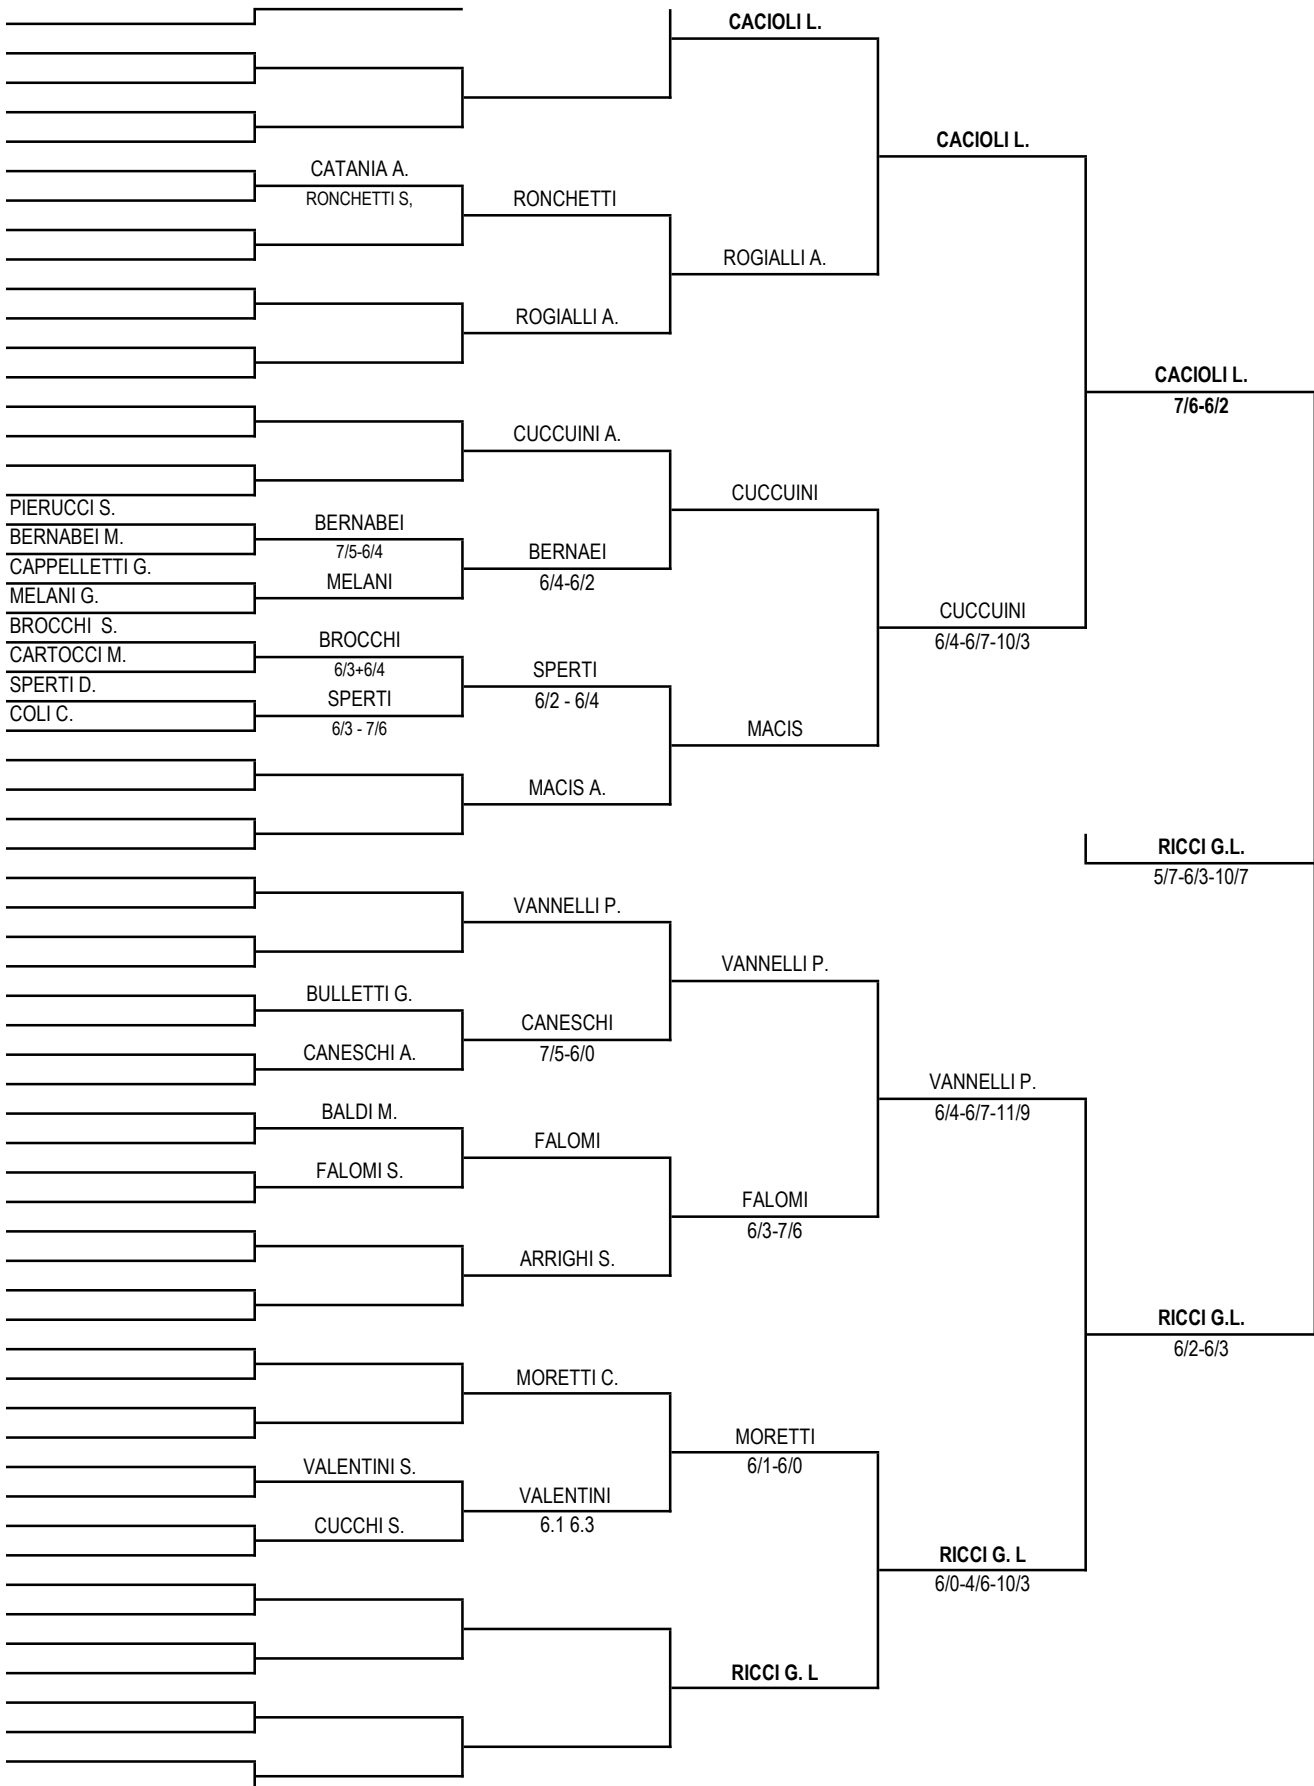 CACIOLI L.
CACIOLI L.
CATANIA A.
RONCHETTI S,
RONCHETTI
ROGIALLI A.
ROGIALLI A.
CACIOLI L.
7/6-6/2
CUCCUINI A.
CUCCUINI
PIERUCCI S.
BERNABEI
BERNABEI M.
7/5-6/4
BERNAEI
CAPPELLETTI G.
MELANI
6/4-6/2
MELANI G.
CUCCUINI
BROCCHI  S.
BROCCHI
6/4-6/7-10/3
CARTOCCI M.
6/3+6/4
SPERTI
SPERTI D.
SPERTI
6/2 - 6/4
COLI C.
6/3 - 7/6
MACIS
MACIS A.
RICCI G.L.
5/7-6/3-10/7
VANNELLI P.
VANNELLI P.
BULLETTI G.
CANESCHI
CANESCHI A.
7/5-6/0
VANNELLI P.
6/4-6/7-11/9
BALDI M.
FALOMI
FALOMI S.
FALOMI
6/3-7/6
ARRIGHI S.
RICCI G.L.
6/2-6/3
MORETTI C.
MORETTI
6/1-6/0
VALENTINI S.
VALENTINI
CUCCHI S.
6.1 6.3
RICCI G. L
6/0-4/6-10/3
RICCI G. L